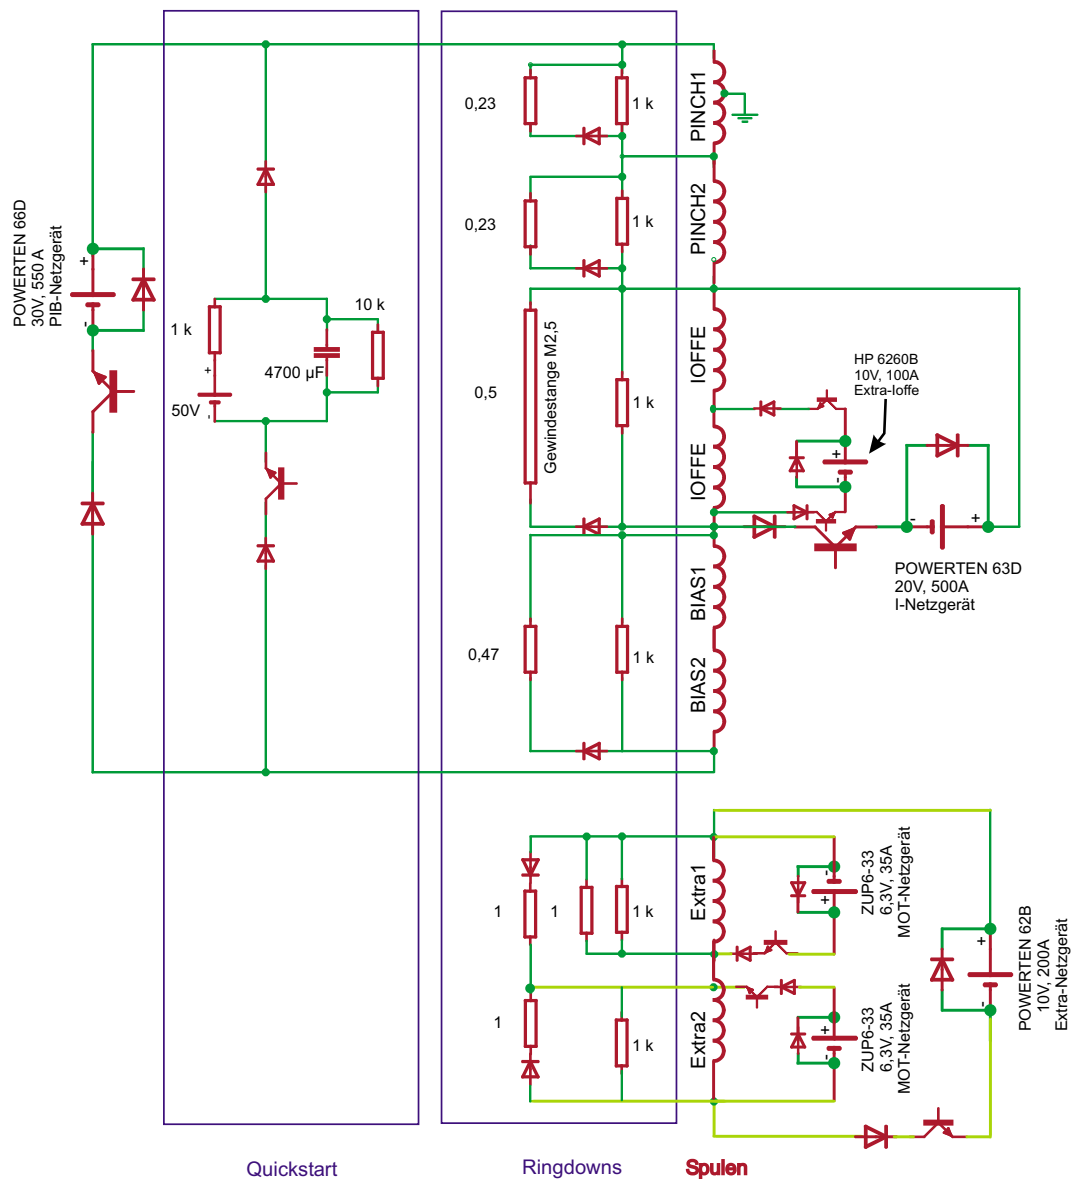 POWERTEN 66D
30V, 550 A
PIB-Netzgerät
+
-
1 k
+
50V
-
4700 µF
10 k
0,23
1 k
PINCH1
0,23
1 k
PINCH2
0,5
Gewindestange M2,5
1 k
IOFFE
IOFFE
HP 6260B
10V, 100A
Extra-Ioffe
+
-
-
+
POWERTEN 63D
20V, 500A
I-Netzgerät
0,47
1 k
BIAS1
BIAS2
1
1
1 k
Extra1
-
+
ZUP6-33
6,3V, 35A
MOT-Netzgerät
1
1 k
Extra2
+
-
ZUP6-33
6,3V, 35A
MOT-Netzgerät
+
-
POWERTEN 62B
10V, 200A
Extra-Netzgerät
Quickstart
Ringdowns
Spulen